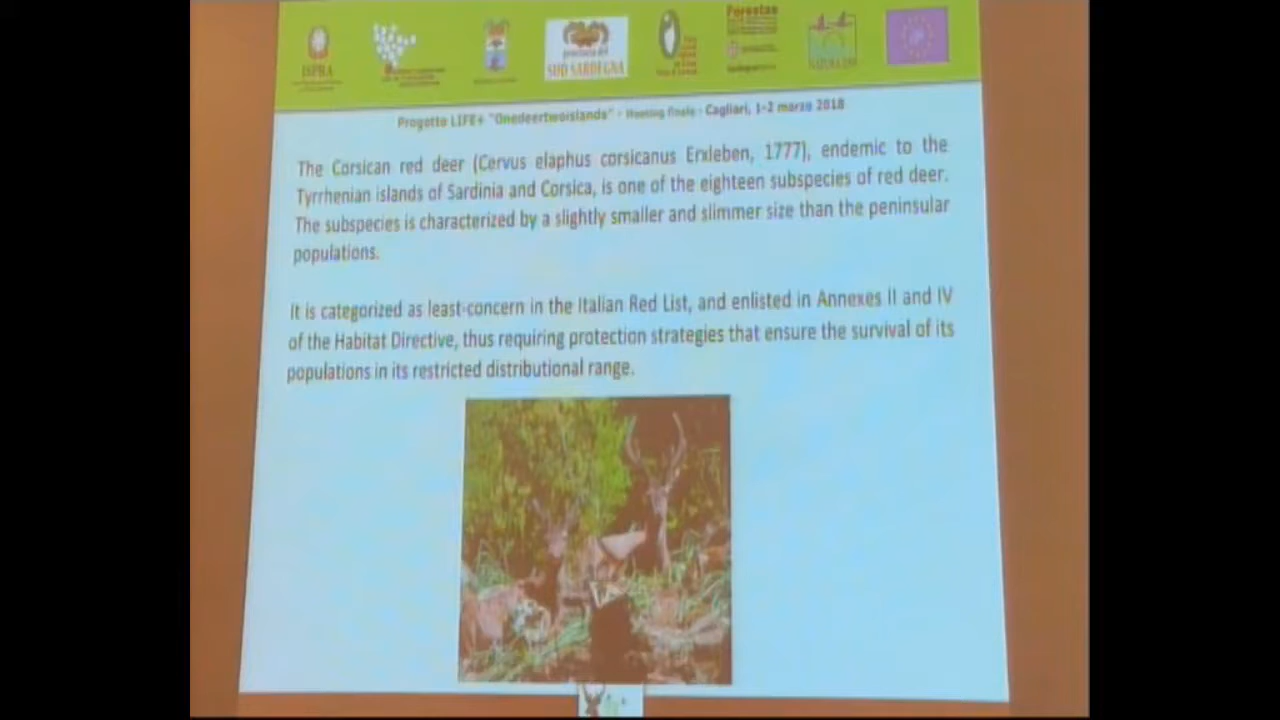 ISPRA
provincia del
SUD SARDEGNA
Forestas
NATURA 2000
Progetto LIFE+ "Onedeertwoislands" - Meeting finale - Cagliari, 1-2 marzo 2018
The Corsican red deer (Cervus elaphus corsicanus Erxleben, 1777), endemic to the
Tyrrhenian islands of Sardinia and Corsica, is one of the eighteen subspecies of red deer.
The subspecies is characterized by a slightly smaller and slimmer size than the peninsular
populations.
It is categorized as least-concern in the Italian Red List, and enlisted in Annexes II and IV
of the Habitat Directive, thus requiring protection strategies that ensure the survival of its
populations in its restricted distributional range.